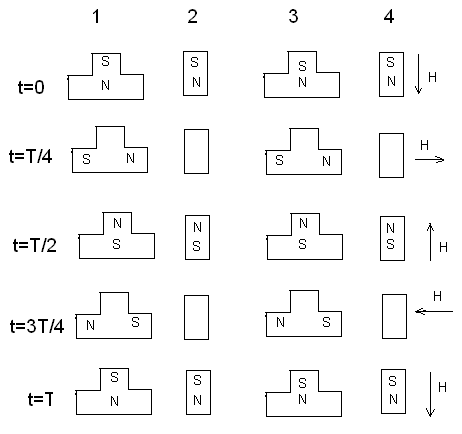 1 2 3 4
S S S S
t=0 N N N N H
t=T/4 S N S N H
N N N N
t=T/2 S S S S H
t=3T/4 N S N S H
S S S S
t=T N N N N H